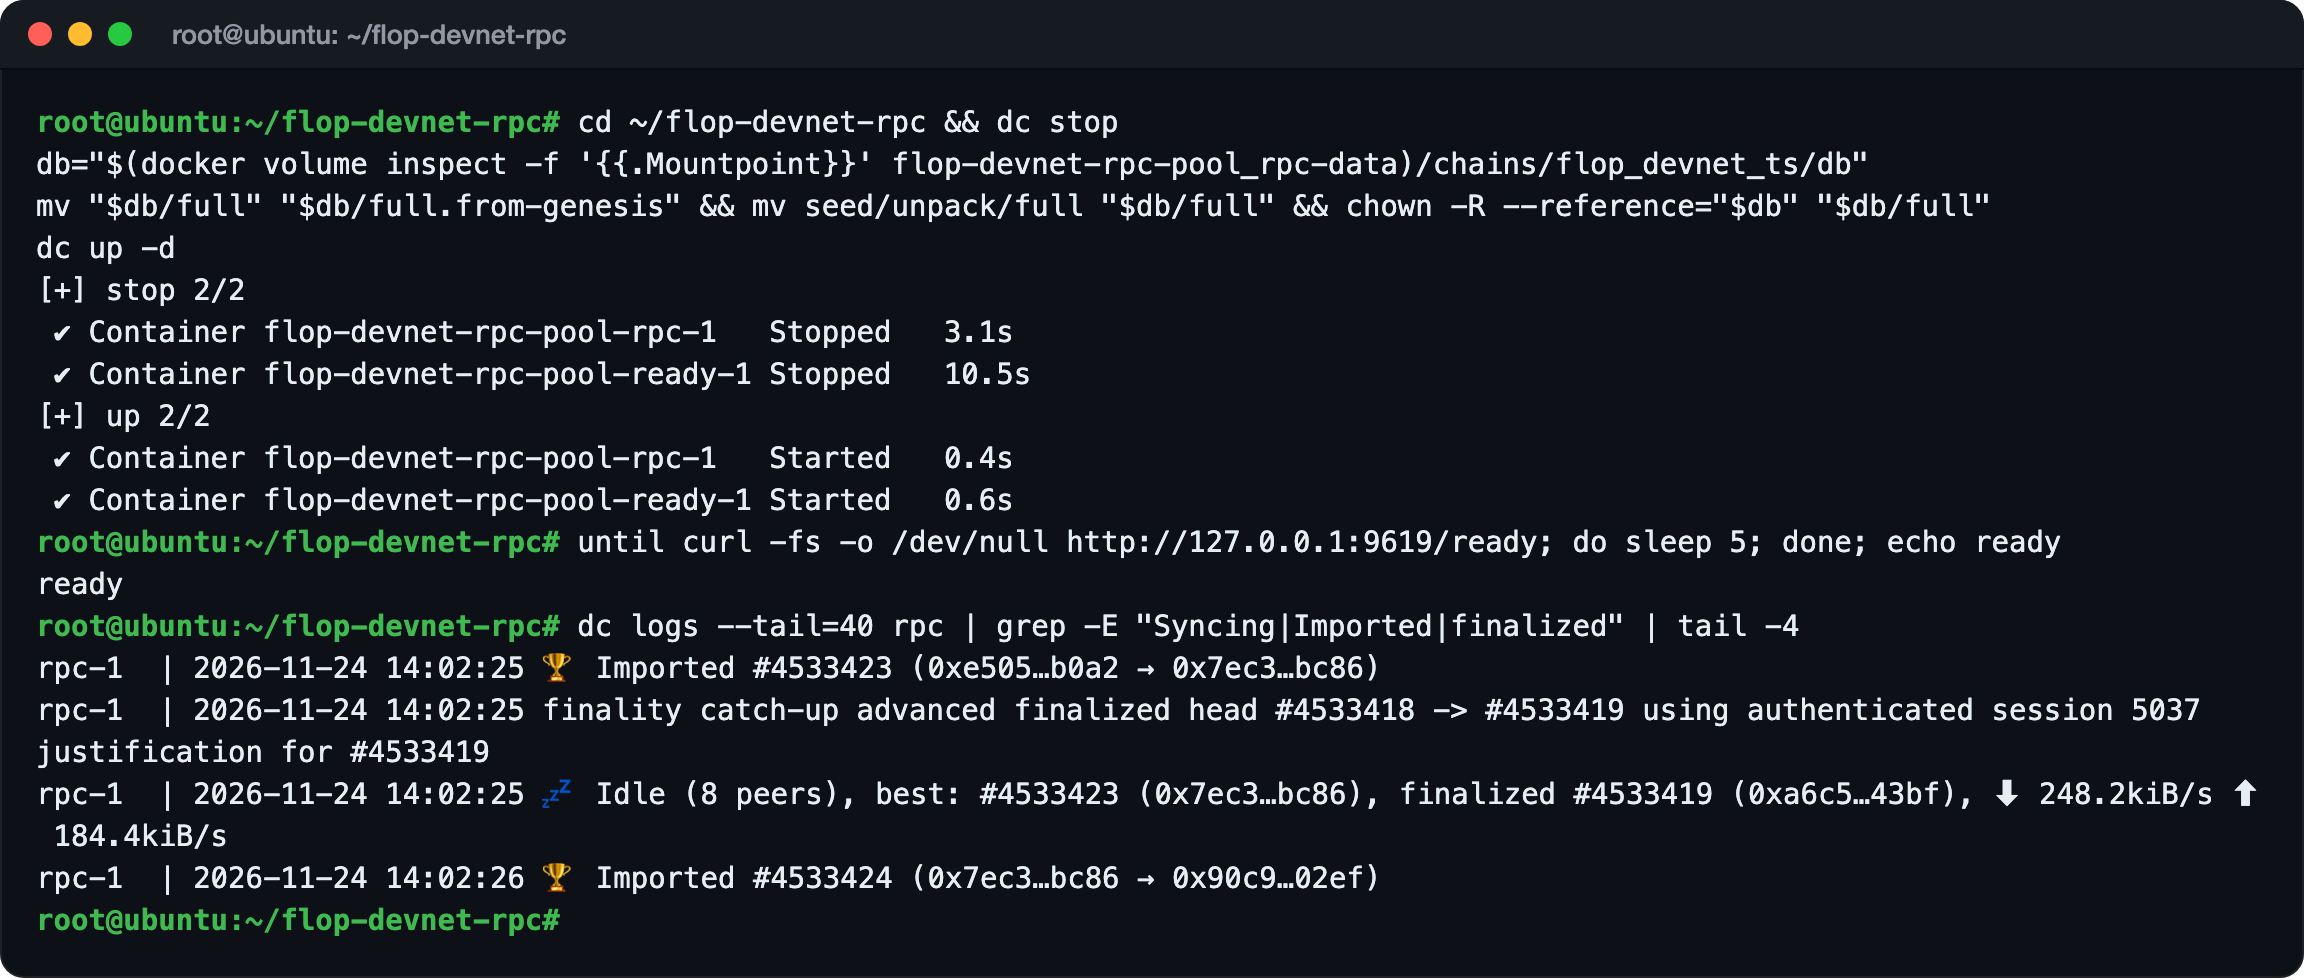 root@ubuntu: ~/flop-devnet-rpc
root@ubuntu:~/flop-devnet-rpc# cd ~/flop-devnet-rpc && dc stop
db="$(docker volume inspect -f '{{.Mountpoint}}' flop-devnet-rpc-pool_rpc-data)/chains/flop_devnet_ts/db"
mv "$db/full" "$db/full.from-genesis" && mv seed/unpack/full "$db/full" && chown -R --reference="$db" "$db/full"
dc up -d
[+] stop 2/2
✔ Container flop-devnet-rpc-pool-rpc-1   Stopped   3.1s
✔ Container flop-devnet-rpc-pool-ready-1 Stopped   10.5s
[+] up 2/2
✔ Container flop-devnet-rpc-pool-rpc-1   Started   0.4s
✔ Container flop-devnet-rpc-pool-ready-1 Started   0.6s
root@ubuntu:~/flop-devnet-rpc# until curl -fs -o /dev/null http://127.0.0.1:9619/ready; do sleep 5; done; echo ready
ready
root@ubuntu:~/flop-devnet-rpc# dc logs --tail=40 rpc | grep -E "Syncing|Imported|finalized" | tail -4
rpc-1  | 2026-11-24 14:02:25 🏆 Imported #4533423 (0xe505…b0a2 → 0x7ec3…bc86)
rpc-1  | 2026-11-24 14:02:25 finality catch-up advanced finalized head #4533418 -> #4533419 using authenticated session 5037
justification for #4533419
rpc-1  | 2026-11-24 14:02:25 💤 Idle (8 peers), best: #4533423 (0x7ec3…bc86), finalized #4533419 (0xa6c5…43bf), ⬇ 248.2kiB/s ⬆
184.4kiB/s
rpc-1  | 2026-11-24 14:02:26 🏆 Imported #4533424 (0x7ec3…bc86 → 0x90c9…02ef)
root@ubuntu:~/flop-devnet-rpc#